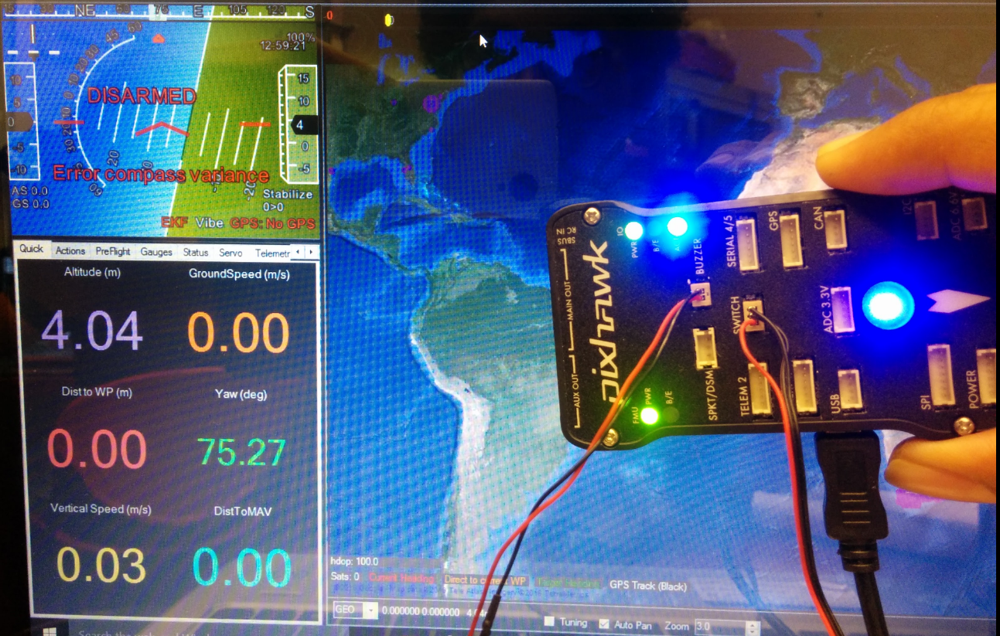 NE
75
E
105
120
S
-0
100%
12:59:21
DISARMED
Error compass variance
AS 0.0
GS 0.0
Stabilize
0>0
EKF Vibe GPS: No GPS
15
10
4
0
-5
10
5
0
-5
-10
Quick Actions PreFlight Gauges Status Servo Telemetr
Altitude (m)
GroundSpeed (m/s)
4.04
0.00
Dist to WP (m)
Yaw (deg)
0.00
75.27
Vertical Speed (m/s)
DistToMAV
0.03
0.00
hdop: 100.0
Sats: 0 Current Heading Direct to current WP GPS Track (Black)
GEO 0.000000 0.000000
Tuning Auto Pan Zoom 3.0
RC IN
SBUS
MAIN OUT
AUX OUT
pixhawk
IO
PWR
B/E
FMU
PWR
B/E
BUZZER
SWITCH
SPKT/DSM
SERIAL 4/5
TELEM 2
GPS
CAN
ADC 3.3V
USB
I2C
ADC 6.6V
SPI
POWER